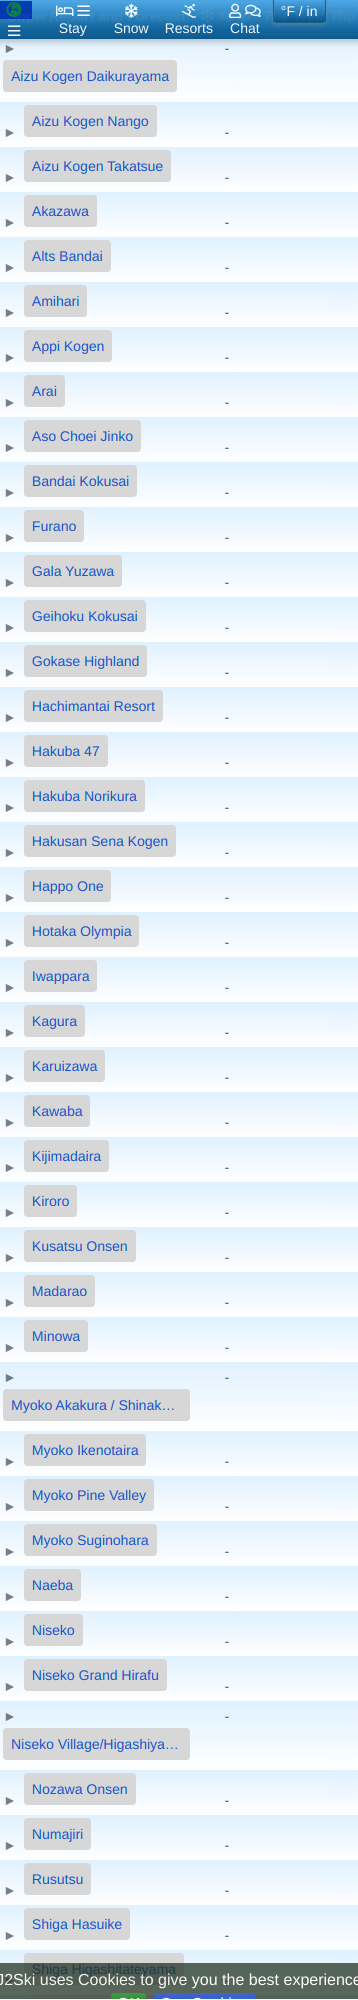 °F / in
Stay
Snow
Resorts
Chat
-
Aizu Kogen Daikurayama
Aizu Kogen Nango
-
Aizu Kogen Takatsue
-
Akazawa
-
Alts Bandai
-
Amihari
-
Appi Kogen
-
Arai
-
Aso Choei Jinko
-
Bandai Kokusai
-
Furano
-
Gala Yuzawa
-
Geihoku Kokusai
-
Gokase Highland
-
Hachimantai Resort
-
Hakuba 47
-
Hakuba Norikura
-
Hakusan Sena Kogen
-
Happo One
-
Hotaka Olympia
-
Iwappara
-
Kagura
-
Karuizawa
-
Kawaba
-
Kijimadaira
-
Kiroro
-
Kusatsu Onsen
-
Madarao
-
Minowa
-
-
Myoko Akakura / Shinak…
Myoko Ikenotaira
-
Myoko Pine Valley
-
Myoko Suginohara
-
Naeba
-
Niseko
-
Niseko Grand Hirafu
-
-
Niseko Village/Higashiya…
Nozawa Onsen
-
Numajiri
-
Rusutsu
-
Shiga Hasuike
-
Shiga Higashitateyama
J2Ski uses Cookies to give you the best experience